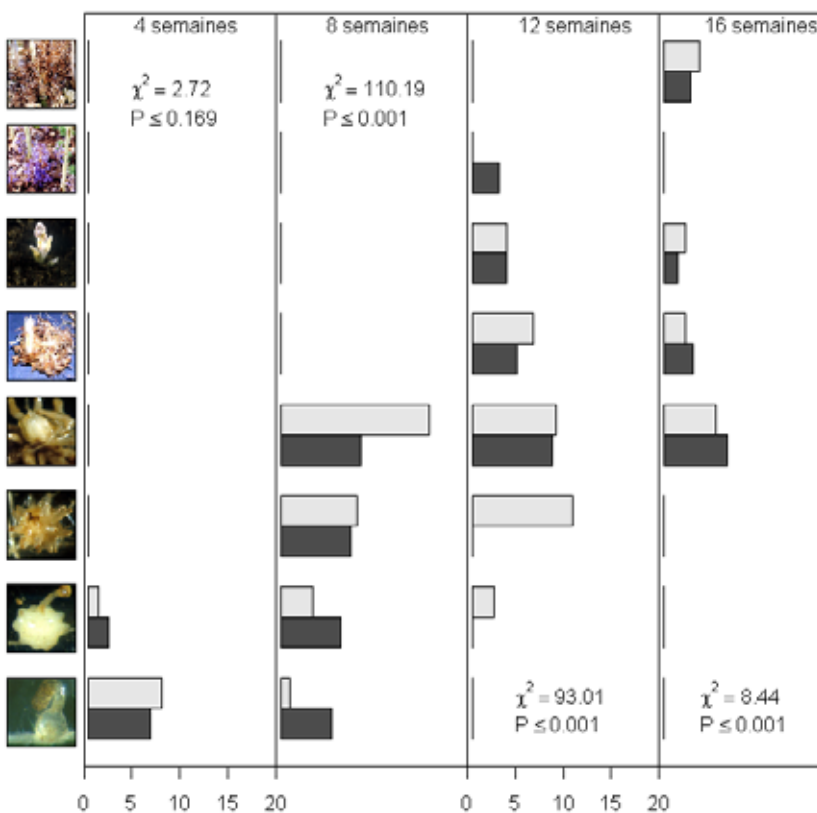 4 semaines
8 semaines
12 semaines
16 semaines
χ² = 2.72
P ≤ 0.169
χ² = 110.19
P ≤ 0.001
χ² = 93.01
P ≤ 0.001
χ² = 8.44
P ≤ 0.001
0 5 10 15 20 0 5 10 15 20